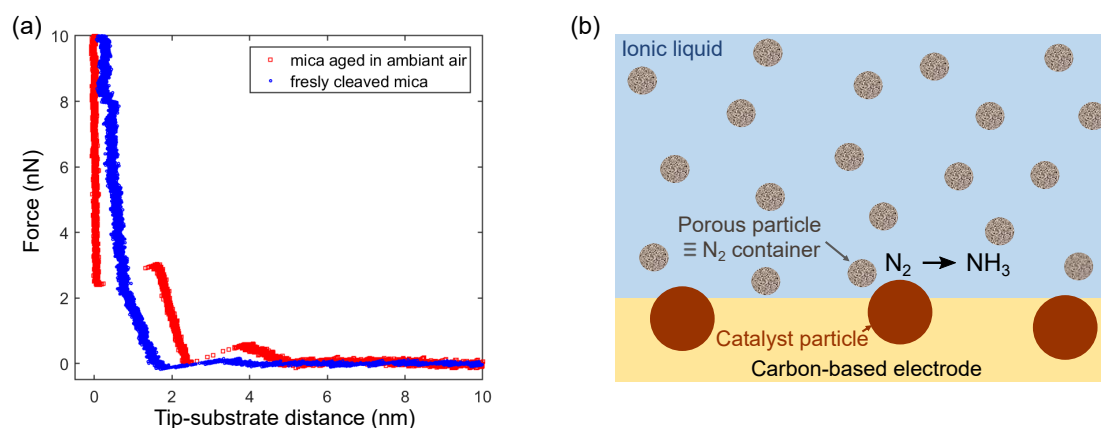 (a)
10
8
6
4
2
0
Force (nN)
mica aged in ambiant air
fresly cleaved mica
0
2
4
6
8
10
Tip-substrate distance (nm)
(b)
Ionic liquid
Porous particle
≡ N₂ container
N₂ → NH₃
Catalyst particle
Carbon-based electrode